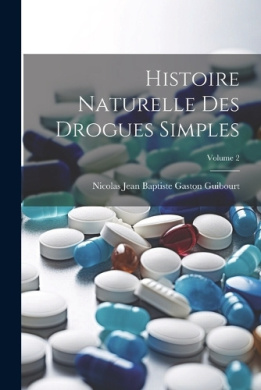 Histoire
Naturelle Des
Drogues Simples
Volume 2
Nicolas Jean Baptiste Gaston Guibourt